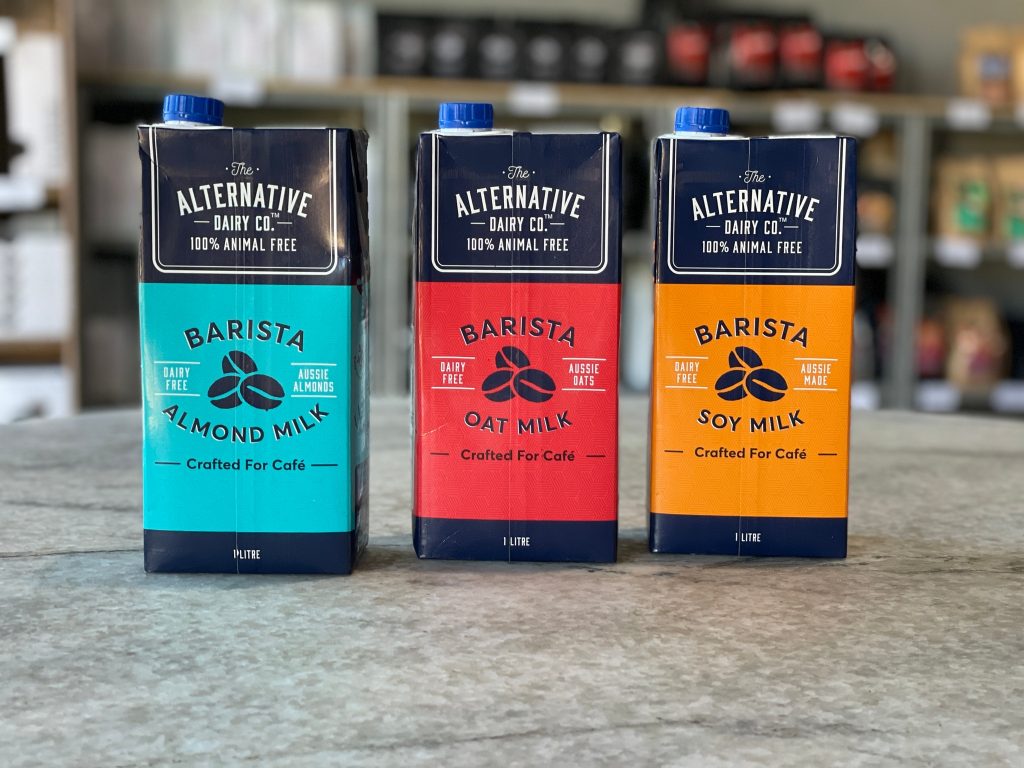 The
ALTERNATIVE
DAIRY CO.™
100% ANIMAL FREE
BARISTA
DAIRY FREE
AUSSIE ALMONDS
ALMOND MILK
Crafted For Café
1 LITRE
The
ALTERNATIVE
DAIRY CO.™
100% ANIMAL FREE
BARISTA
DAIRY FREE
AUSSIE OATS
OAT MILK
Crafted For Café
1 LITRE
The
ALTERNATIVE
DAIRY CO.™
100% ANIMAL FREE
BARISTA
DAIRY FREE
AUSSIE MADE
SOY MILK
Crafted For Café
1 LITRE